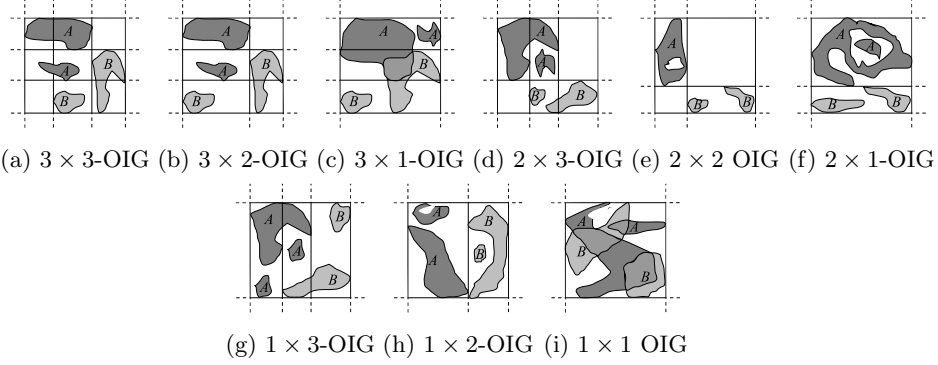 A A A A A A
A B A B B A
B B B B B B B B
(a) 3 × 3-OIG (b) 3 × 2-OIG (c) 3 × 1-OIG (d) 2 × 3-OIG (e) 2 × 2 OIG (f) 2 × 1-OIG
A B A B A
A B A B B
A B
(g) 1 × 3-OIG (h) 1 × 2-OIG (i) 1 × 1 OIG